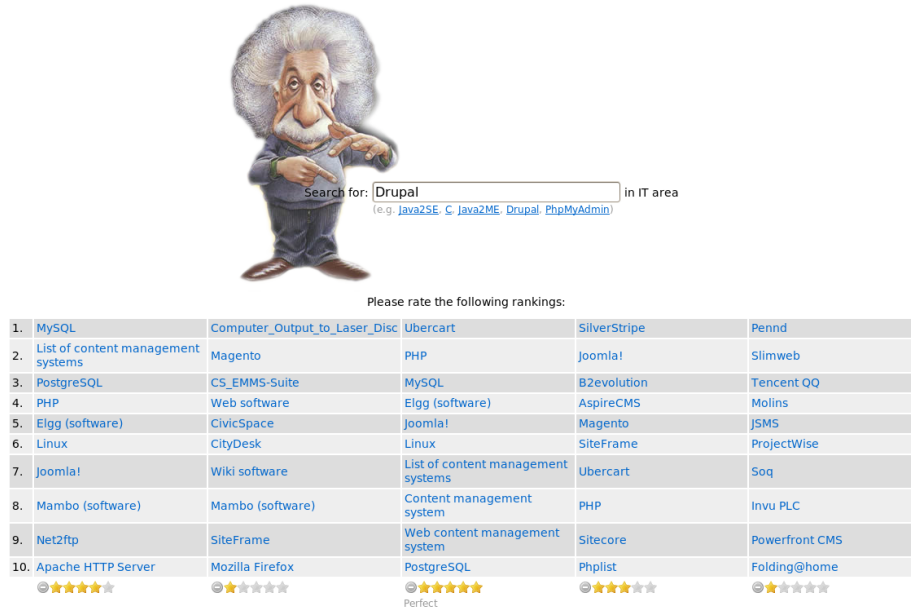 Search for: Drupal in IT area
(e.g. Java2SE, C, Java2ME, Drupal, PhpMyAdmin)
Please rate the following rankings:
1. MySQL Computer_Output_to_Laser_Disc Ubercart SilverStripe Pennd
2. List of content management systems Magento PHP Joomla! Slimweb
3. PostgreSQL CS_EMMS-Suite MySQL B2evolution Tencent QQ
4. PHP Web software Elgg (software) AspireCMS Molins
5. Elgg (software) CivicSpace Joomla! Magento JSMS
6. Linux CityDesk Linux SiteFrame ProjectWise
7. Joomla! Wiki software List of content management systems Ubercart Soq
8. Mambo (software) Mambo (software) Content management system PHP Invu PLC
9. Net2ftp SiteFrame Web content management system Sitecore Powerfront CMS
10. Apache HTTP Server Mozilla Firefox PostgreSQL Phplist Folding@home
Perfect